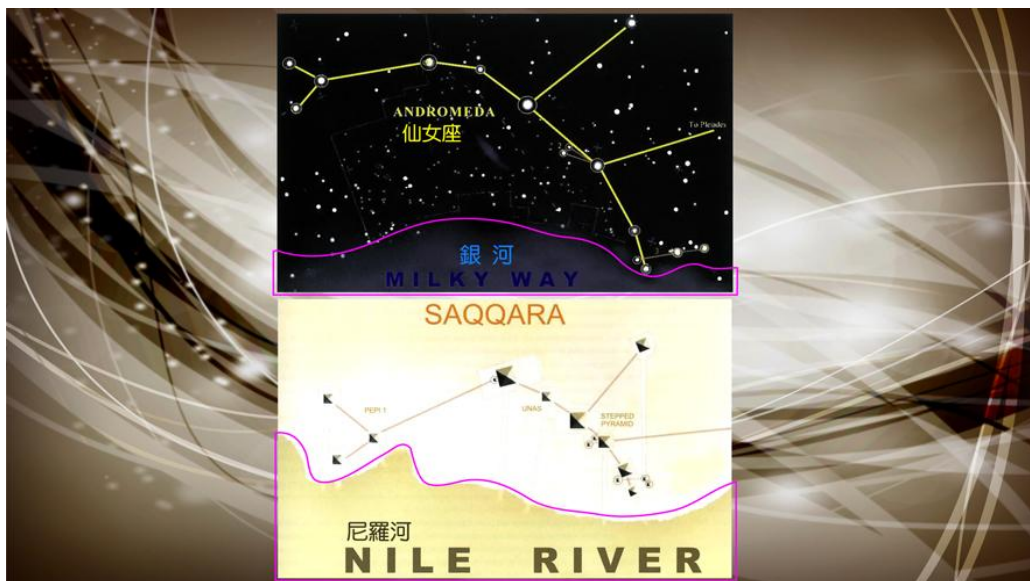 ANDROMEDA
仙女座
To Pleiades
銀河
MILKY WAY
SAQQARA
PEPI 1
UNAS
STEPPED
PYRAMID
尼羅河
NILE RIVER